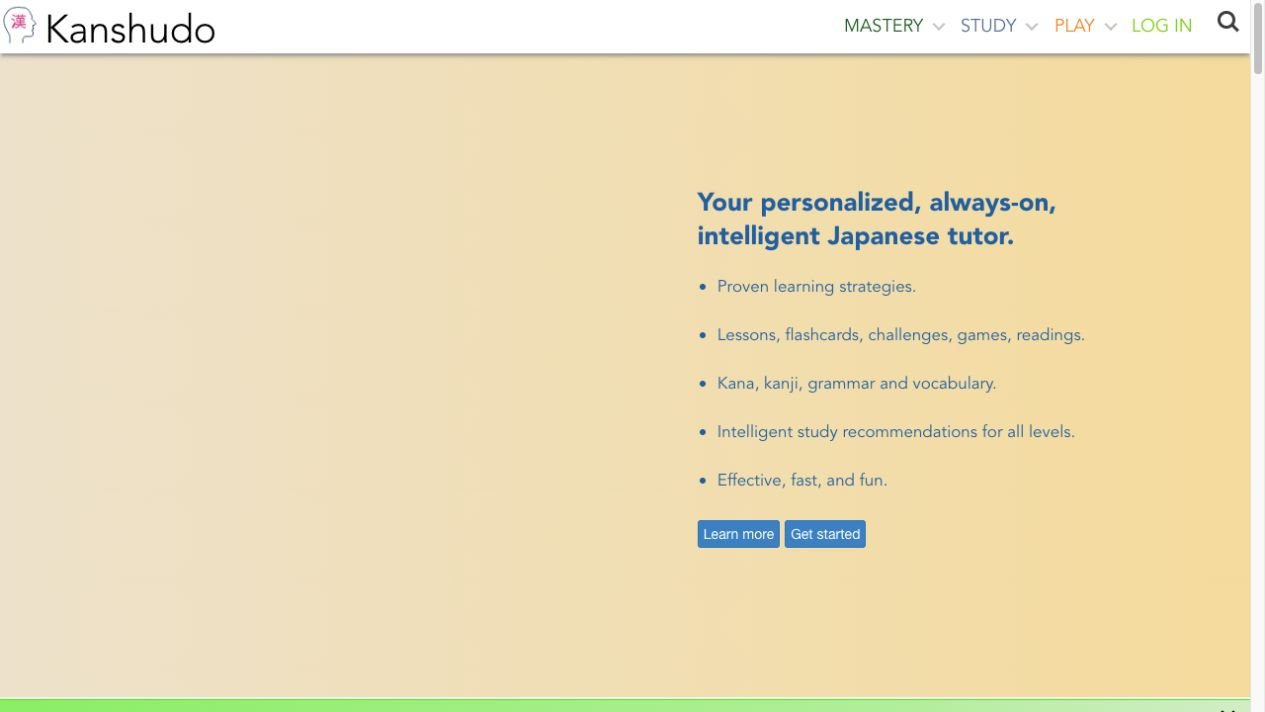 漢 Kanshudo
MASTERY STUDY PLAY LOG IN
Your personalized, always-on,
intelligent Japanese tutor.
• Proven learning strategies.
• Lessons, flashcards, challenges, games, readings.
• Kana, kanji, grammar and vocabulary.
• Intelligent study recommendations for all levels.
• Effective, fast, and fun.
Learn more Get started